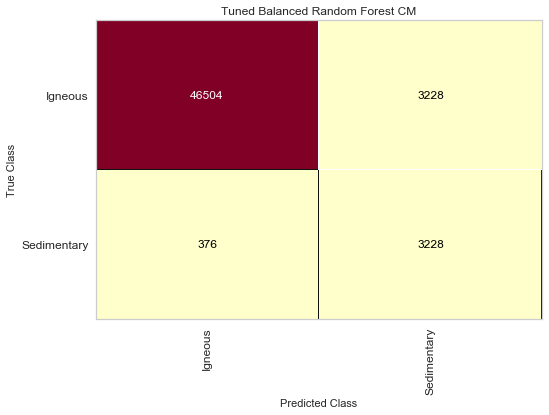 Tuned Balanced Random Forest CM
Igneous
46504
3228
True Class
Sedimentary
376
3228
Igneous
Sedimentary
Predicted Class